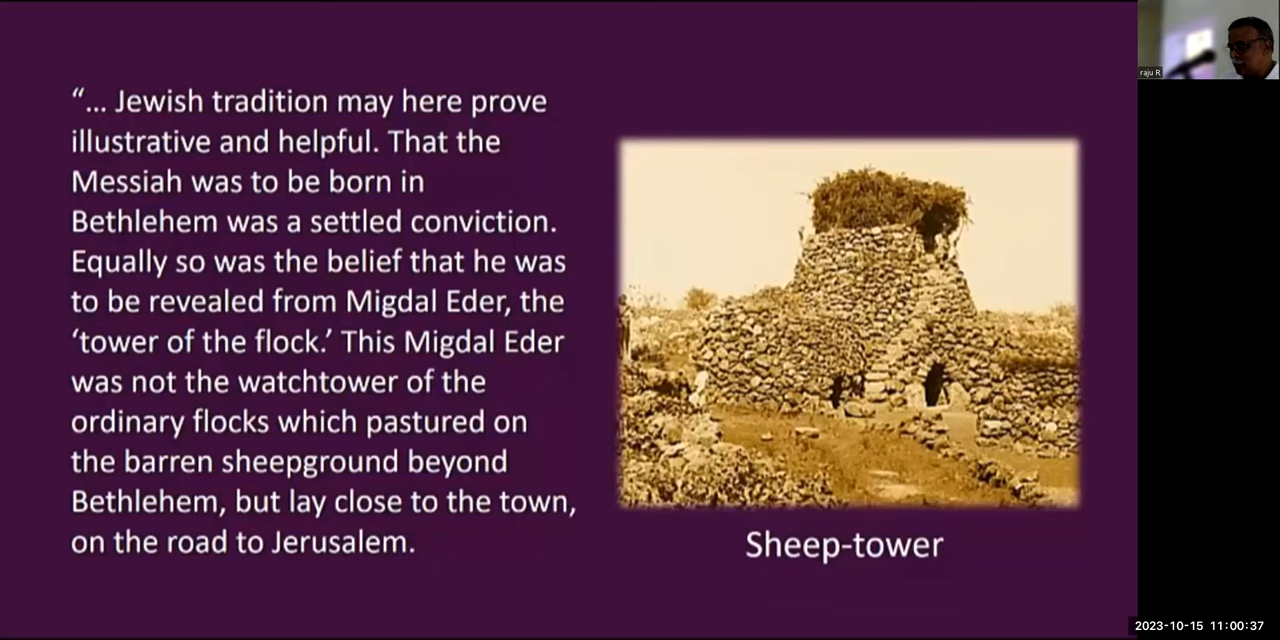 “... Jewish tradition may here prove
illustrative and helpful. That the
Messiah was to be born in
Bethlehem was a settled conviction.
Equally so was the belief that he was
to be revealed from Migdal Eder, the
‘tower of the flock.’ This Migdal Eder
was not the watchtower of the
ordinary flocks which pastured on
the barren sheepground beyond
Bethlehem, but lay close to the town,
on the road to Jerusalem.
Sheep-tower
raju R
2023-10-15 11:00:37